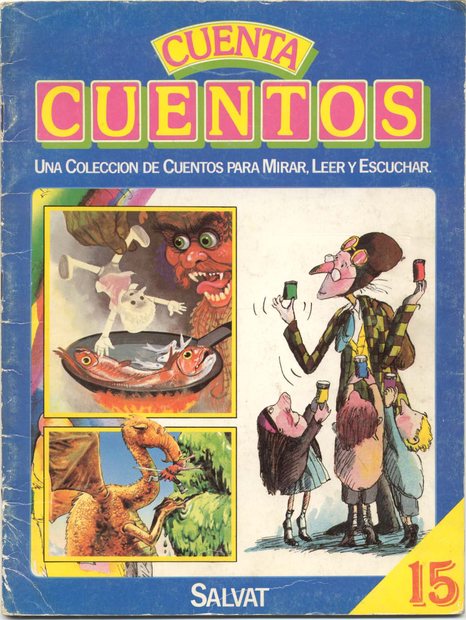 CUENTA
CUENTOS
UNA COLECCION DE CUENTOS PARA MIRAR, LEER Y ESCUCHAR.
SALVAT
15